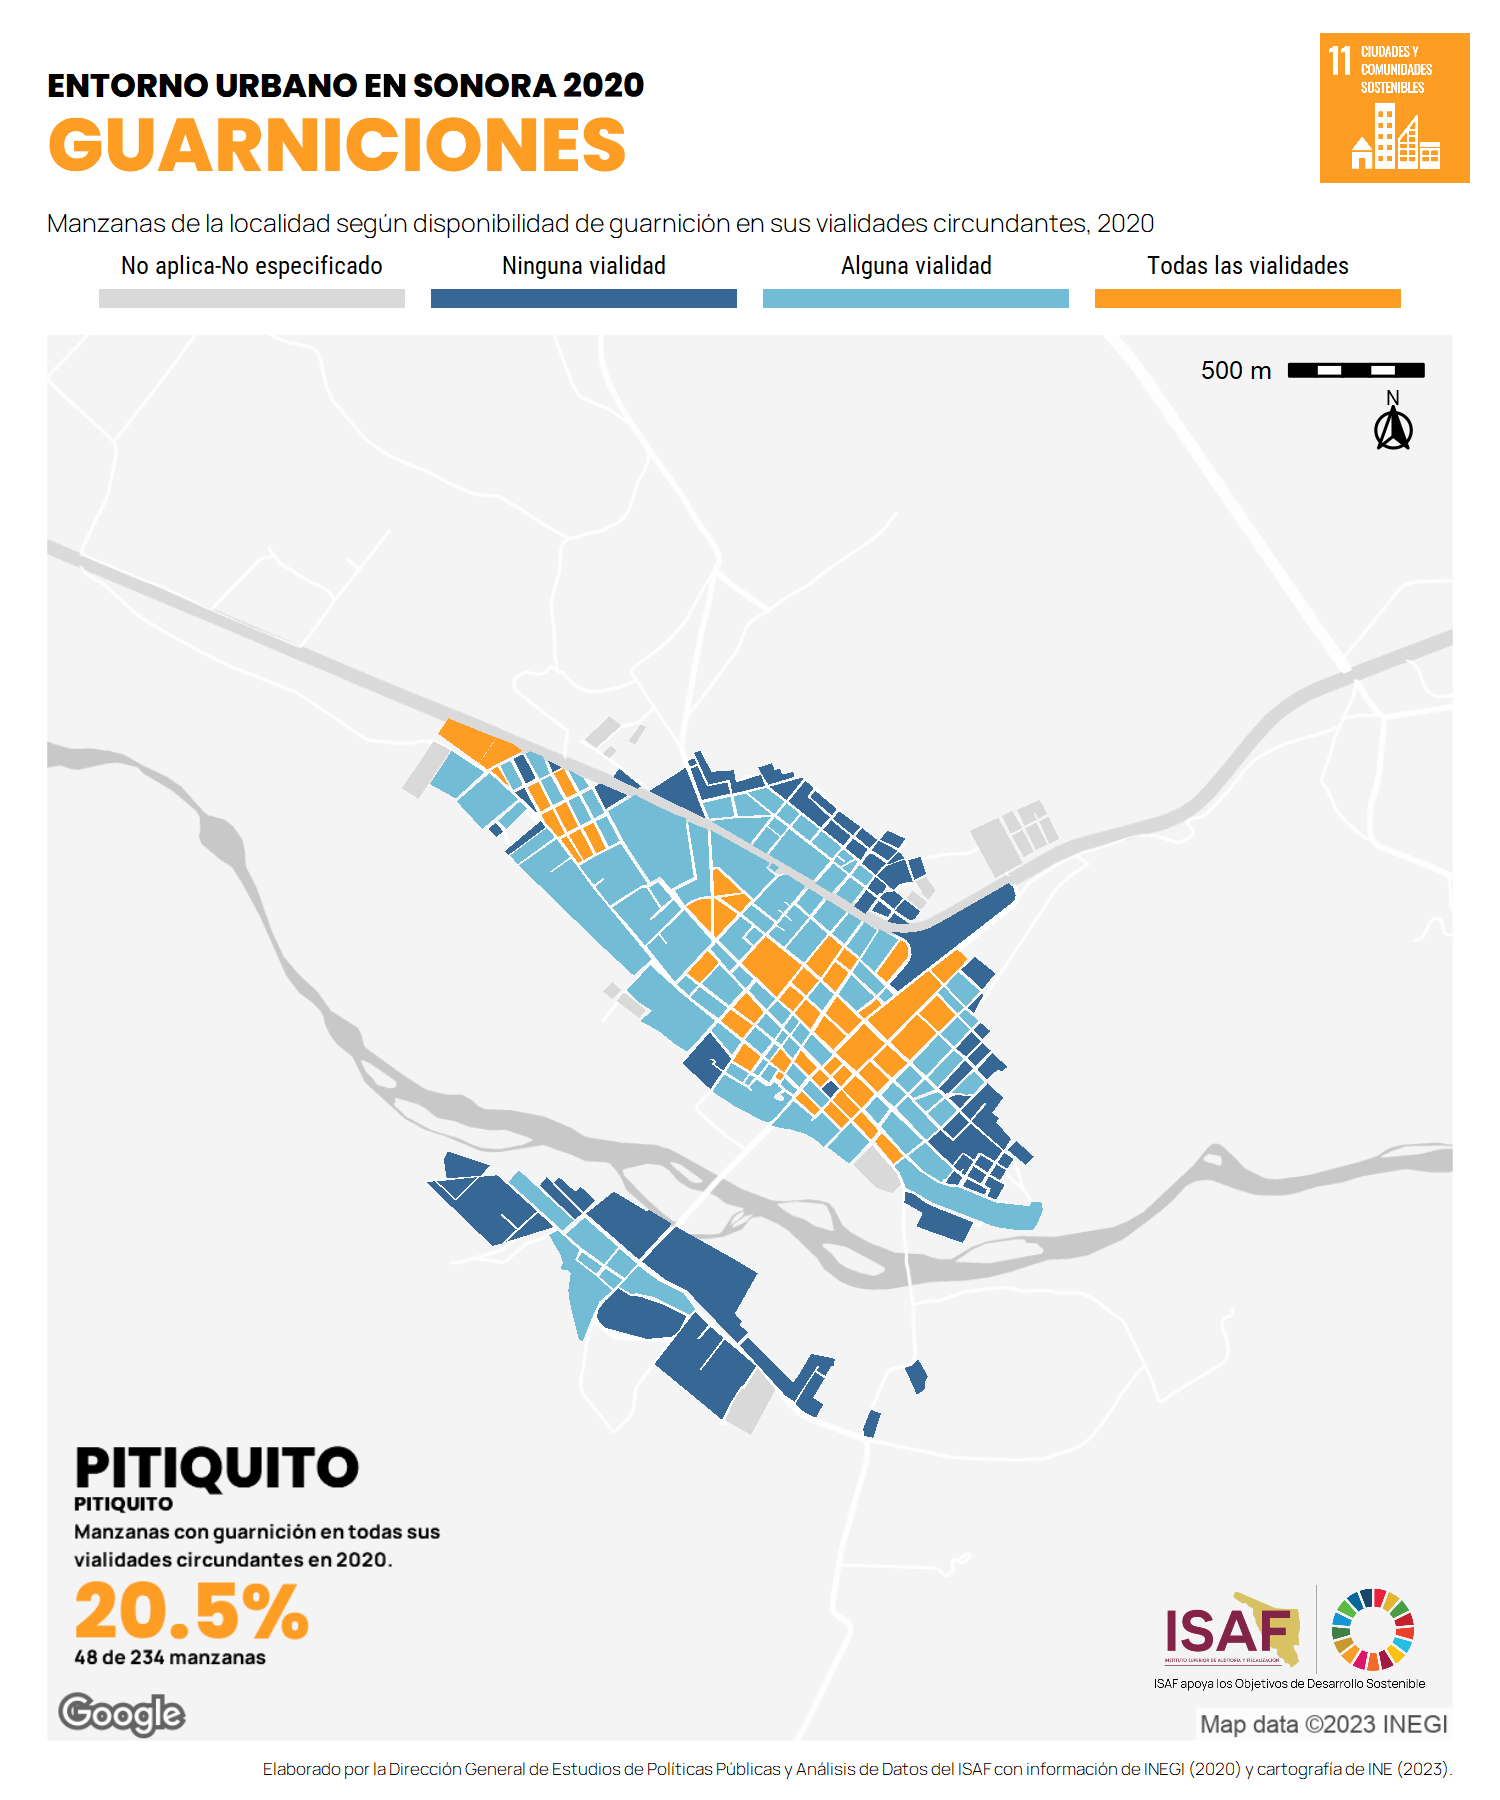 ENTORNO URBANO EN SONORA 2020
GUARNICIONES
11 CIUDADES Y
COMUNIDADES
SOSTENIBLES
Manzanas de la localidad según disponibilidad de guarnición en sus vialidades circundantes, 2020
No aplica-No especificado
Ninguna vialidad
Alguna vialidad
Todas las vialidades
500 m
N
PITIQUITO
PITIQUITO
Manzanas con guarnición en todas sus
vialidades circundantes en 2020.
20.5%
48 de 234 manzanas
Google
ISAF
INSTITUTO SUPERIOR DE AUDITORÍA Y FISCALIZACIÓN
ISAF apoya los Objetivos de Desarrollo Sostenible
Map data ©2023 INEGI
Elaborado por la Dirección General de Estudios de Políticas Públicas y Análisis de Datos del ISAF con información de INEGI (2020) y cartografía de INE (2023).